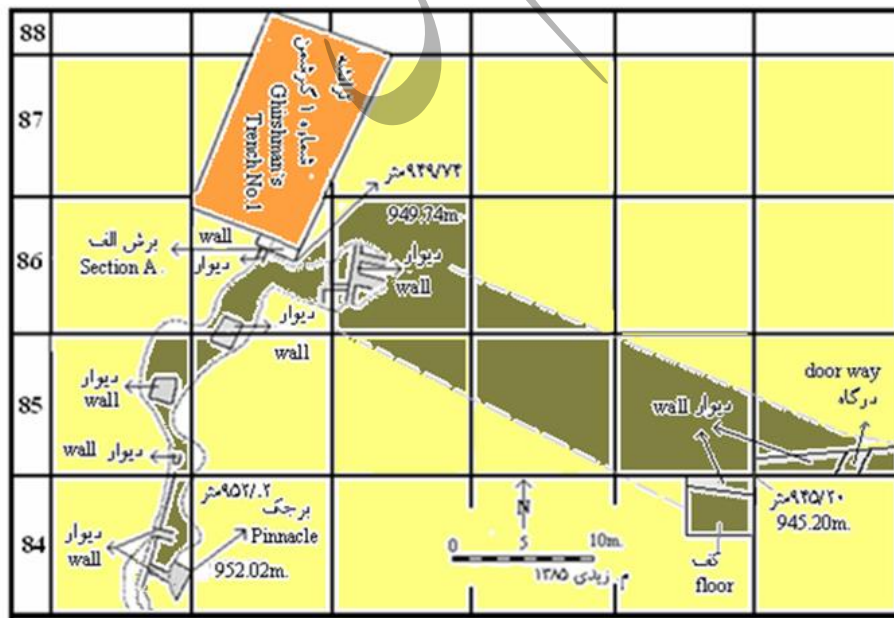 88
87
86
85
84
ترانشه
شماره ۱ گیرشمن
Ghirshman's
Trench No.1
۹۴۹/۷۴متر
949.74m.
wall
دیوار
برش الف
Section A.
دیوار
wall
دیوار
wall
دیوار
wall
wall دیوار
door way
درگاه
wall دیوار
۹۵۲/۰۲متر
برجک
Pinnacle
952.02m.
دیوار
wall
N
0 5 10m.
م. زیدی ۱۳۸۵
۹۴۵/۲۰متر
945.20m.
کف
floor